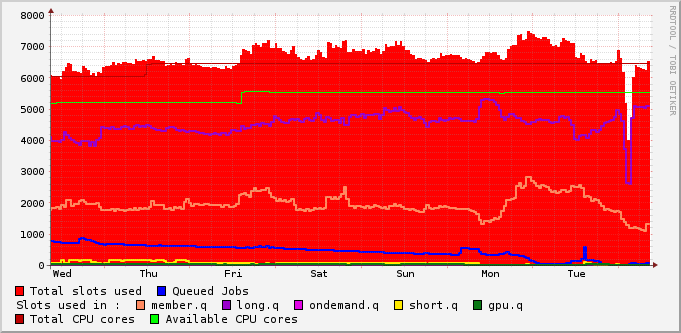 8000
7000
6000
5000
4000
3000
2000
1000
0
Wed Thu Fri Sat Sun Mon Tue
Total slots used Queued Jobs
Slots used in : member.q long.q ondemand.q short.q gpu.q
Total CPU cores Available CPU cores
RRDTOOL / TOBI OETIKER